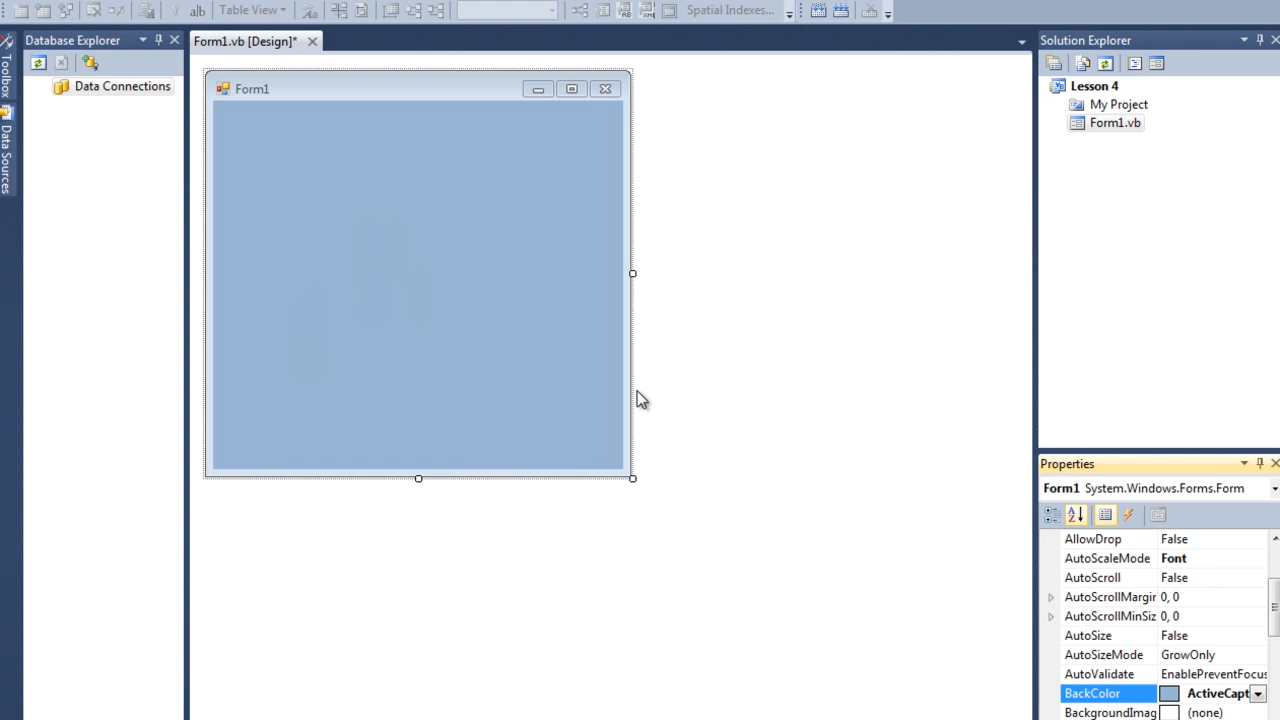 Table View
Spatial Indexes...
Toolbox
Data Sources
Database Explorer
Data Connections
Form1.vb [Design]*
Form1
Solution Explorer
Lesson 4
My Project
Form1.vb
Properties
Form1 System.Windows.Forms.Form
AllowDrop False
AutoScaleMode Font
AutoScroll False
AutoScrollMargir 0, 0
AutoScrollMinSiz 0, 0
AutoSize False
AutoSizeMode GrowOnly
AutoValidate EnablePreventFocus
BackColor ActiveCapt
BackgroundImag (none)